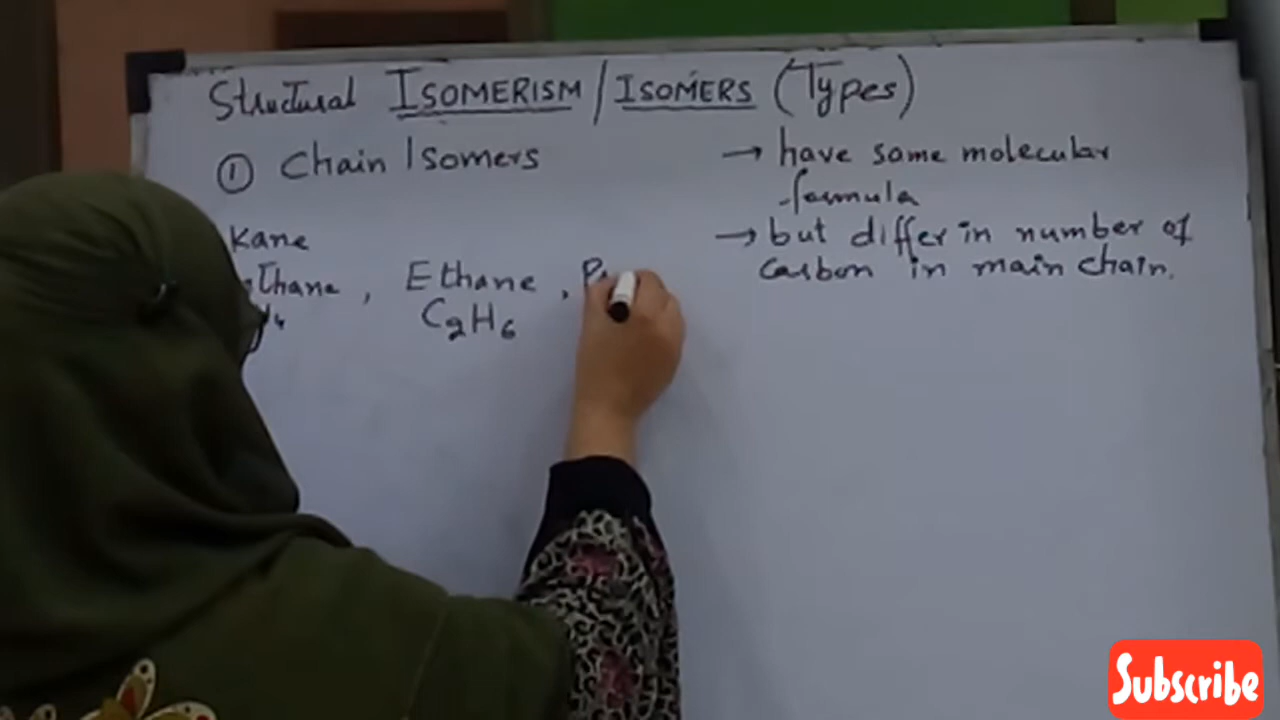 Structural ISOMERISM / ISOMERS (Types)
① Chain Isomers
→ have same molecular
formula
→ but differ in number of
carbon in main chain.
kane
thane, Ethane,
C2H6
Subscribe